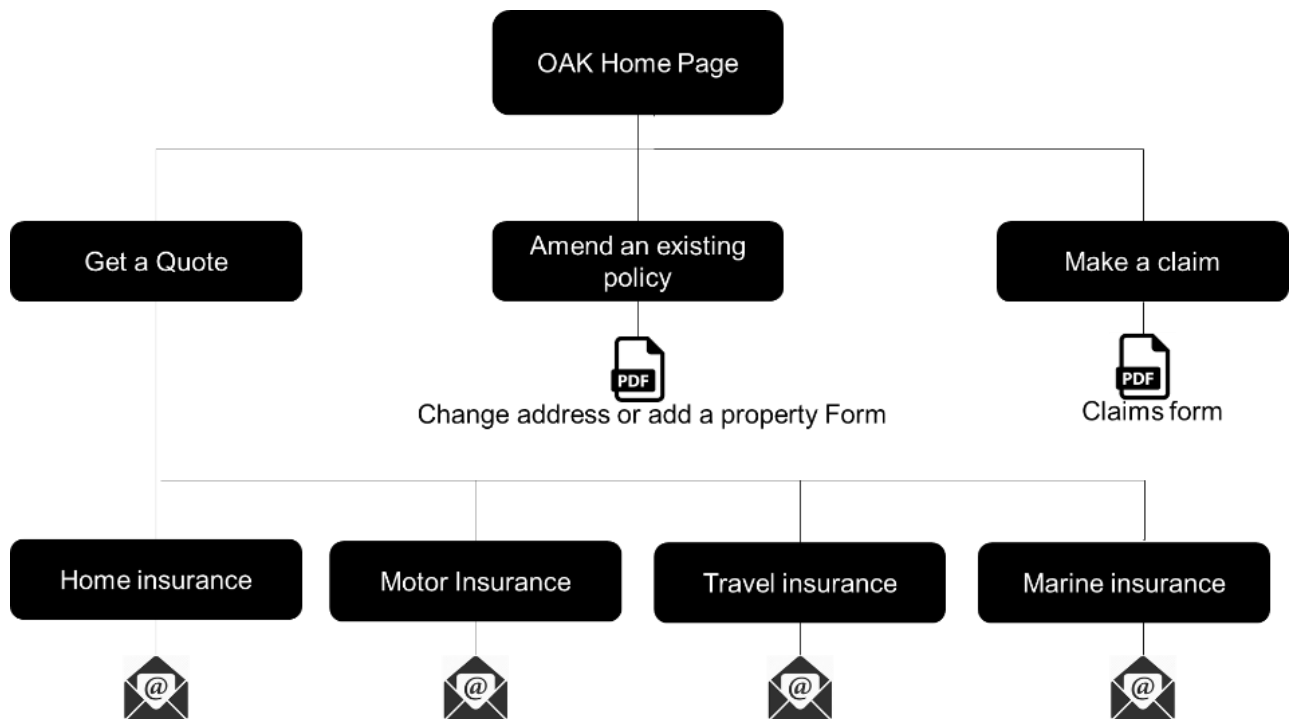 OAK Home Page
Get a Quote
Amend an existing
policy
Make a claim
PDF
PDF
Change address or add a property Form
Claims form
Home insurance
Motor Insurance
Travel insurance
Marine insurance
@
@
@
@